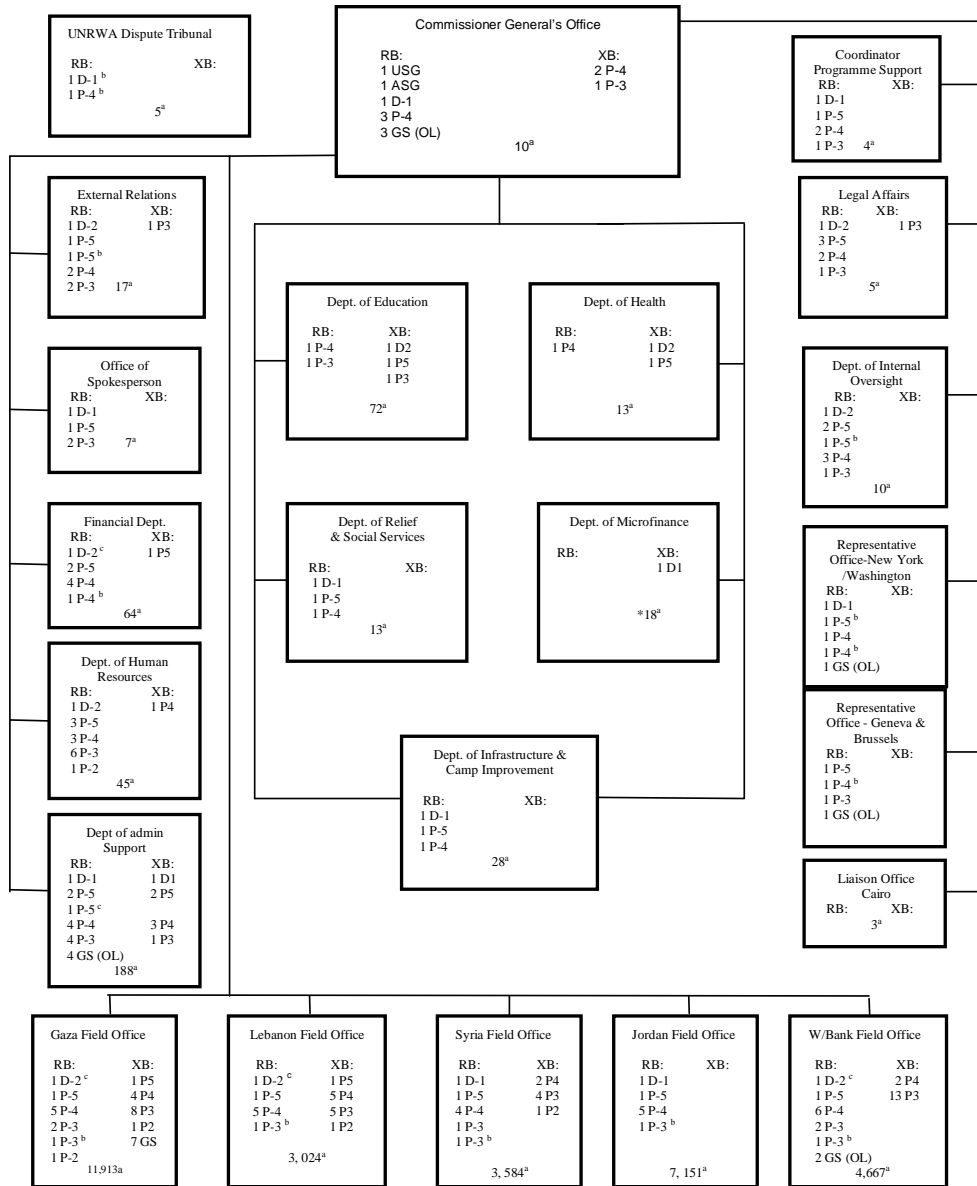 UNRWA Dispute Tribunal
RB: XB:
1 D-1 b
1 P-4 b
5a
Commissioner General's Office
RB: XB:
1 USG 2 P-4
1 ASG 1 P-3
1 D-1
3 P-4
3 GS (OL)
10a
Coordinator
Programme Support
RB: XB:
1 D-1
1 P-5
2 P-4
1 P-3 4a
External Relations
RB: XB:
1 D-2 1 P3
1 P-5
1 P-5 b
2 P-4
2 P-3 17a
Legal Affairs
RB: XB:
1 D-2 1 P3
3 P-5
2 P-4
1 P-3
5a
Dept. of Education
RB: XB:
1 P-4 1 D2
1 P-3 1 P5
1 P3
72a
Dept. of Health
RB: XB:
1 P4 1 D2
1 P5
13a
Office of
Spokesperson
RB: XB:
1 D-1
1 P-5
2 P-3 7a
Dept. of Internal
Oversight
RB: XB:
1 D-2
2 P-5
1 P-5 b
3 P-4
1 P-3
10a
Financial Dept.
RB: XB:
1 D-2 c 1 P5
2 P-5
4 P-4
1 P-4 b
64a
Dept. of Relief
& Social Services
RB: XB:
1 D-1
1 P-5
1 P-4
13a
Dept. of Microfinance
RB: XB:
1 D1
*18a
Representative
Office-New York
/Washington
RB: XB:
1 D-1
1 P-5 b
1 P-4
1 P-4 b
1 GS (OL)
Dept. of Human
Resources
RB: XB:
1 D-2 1 P4
3 P-5
3 P-4
6 P-3
1 P-2
45a
Representative
Office - Geneva &
Brussels
RB: XB:
1 P-5
1 P-4 b
1 P-3
1 GS (OL)
Dept. of Infrastructure &
Camp Improvement
RB: XB:
1 D-1
1 P-5
1 P-4
28a
Dept of admin
Support
RB: XB:
1 D-1 1 D1
2 P-5 2 P5
1 P-5 c
4 P-4 3 P4
4 P-3 1 P3
4 GS (OL)
188a
Liaison Office
Cairo
RB: XB:
3a
Gaza Field Office
RB: XB:
1 D-2 c 1 P5
1 P-5 4 P4
5 P-4 8 P3
2 P-3 1 P2
1 P-3 b 7 GS
1 P-2
11,913a
Lebanon Field Office
RB: XB:
1 D-2 c 1 P5
1 P-5 5 P4
5 P-4 5 P3
1 P-3 b 1 P2
3, 024a
Syria Field Office
RB: XB:
1 D-1 2 P4
1 P-5 4 P3
4 P-4 1 P2
1 P-3
1 P-3 b
3, 584a
Jordan Field Office
RB: XB:
1 D-1
1 P-5
5 P-4
1 P-3 b
7, 151a
W/Bank Field Office
RB: XB:
1 D-2 c 2 P4
1 P-5 13 P3
6 P-4
2 P-3
1 P-3 b
2 GS (OL)
4,667a